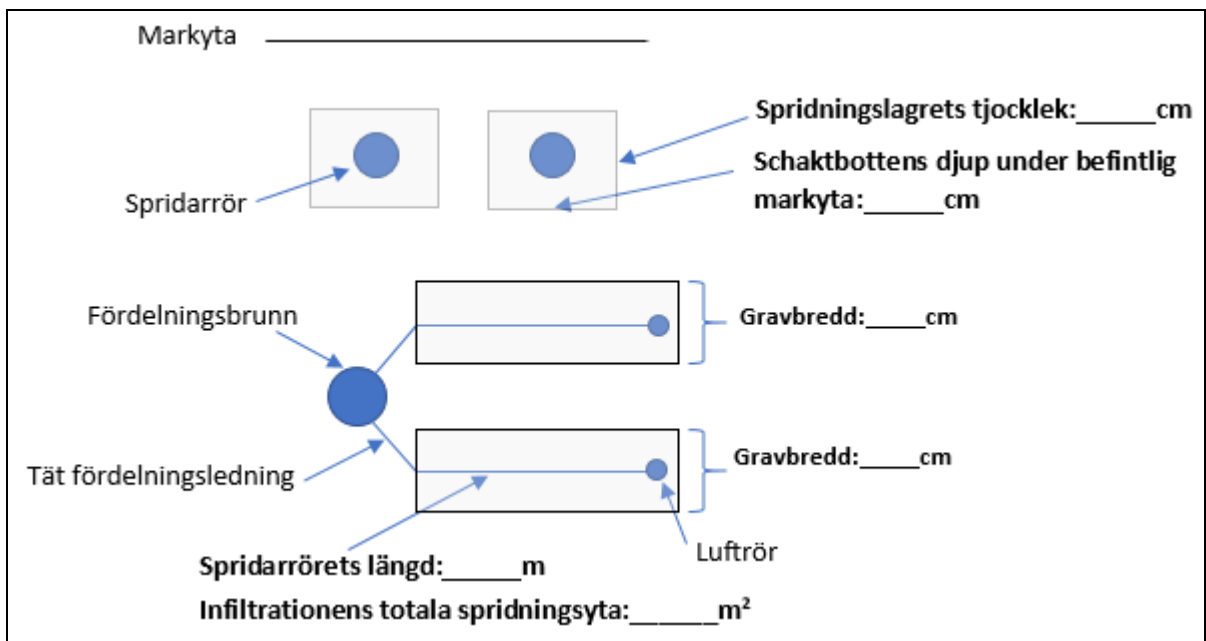 Markyta
Spridningslagrets tjocklek:______cm
Schaktbottens djup under befintlig
markyta:______cm
Spridarrör
Fördelningsbrunn
Gravbredd:_____cm
Gravbredd:_____cm
Tät fördelningsledning
Luftrör
Spridarrörets längd:______m
Infiltrationens totala spridningsyta:______m²